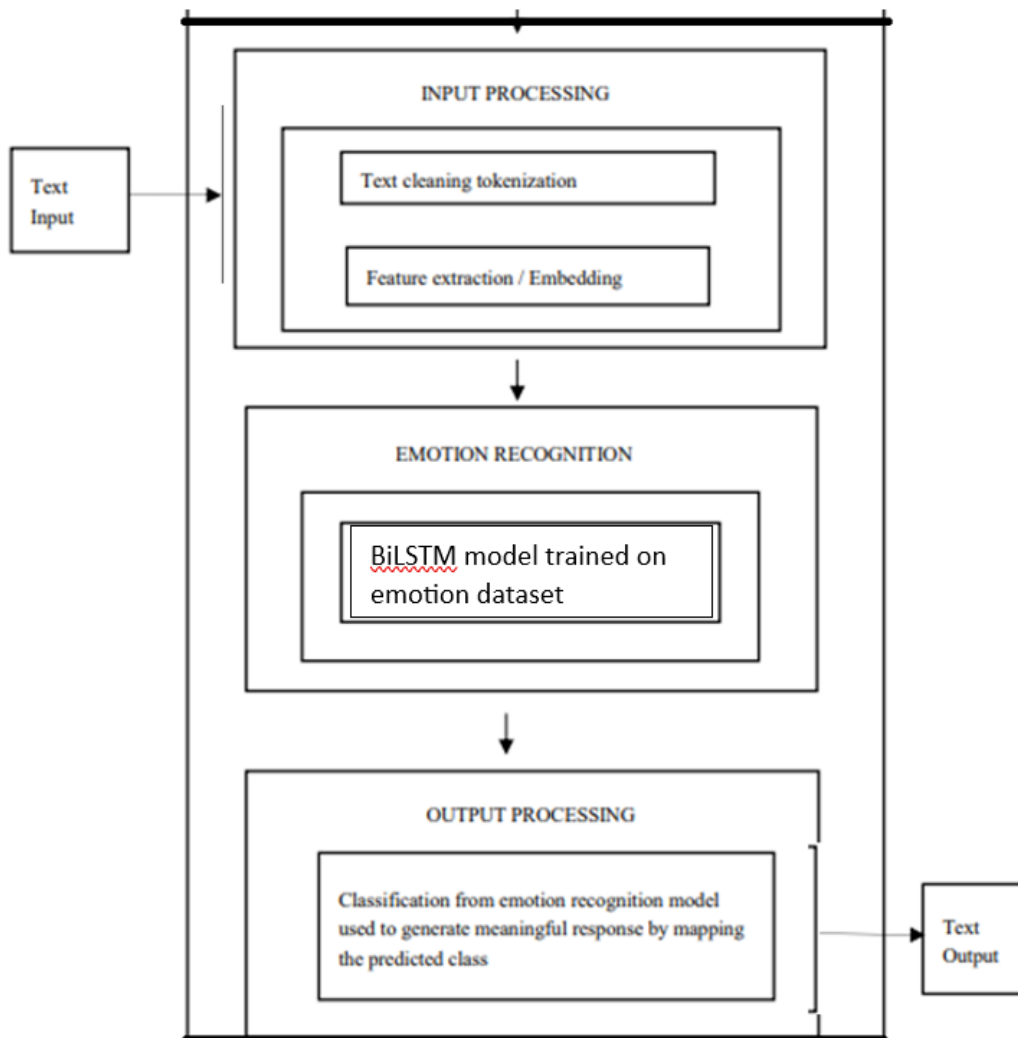 INPUT PROCESSING
Text cleaning tokenization
Text
Input
Feature extraction / Embedding
EMOTION RECOGNITION
BiLSTM model trained on
emotion dataset
OUTPUT PROCESSING
Classification from emotion recognition model
used to generate meaningful response by mapping
the predicted class
Text
Output